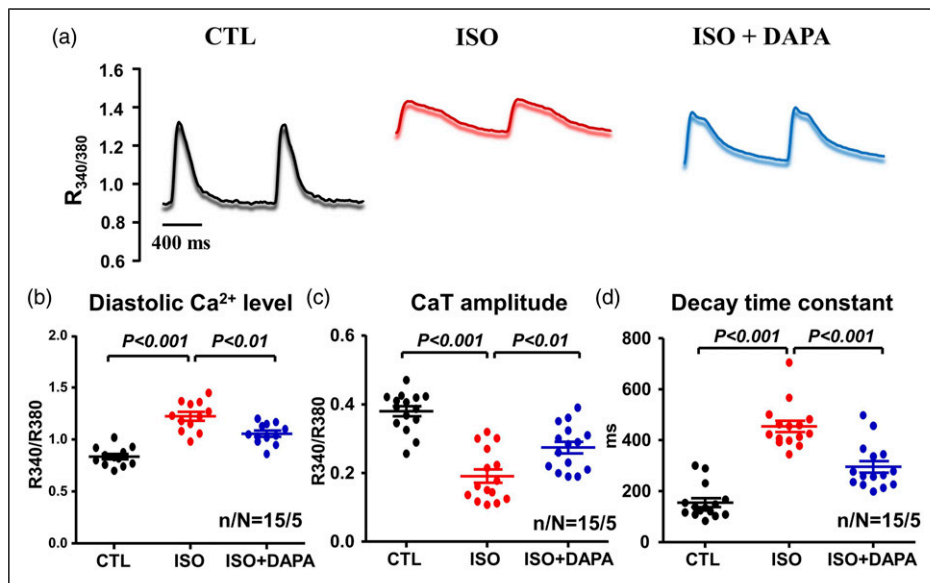 (a)
CTL
ISO
ISO + DAPA
R340/380
1.6
1.4
1.2
1.0
0.8
0.6
400 ms
(b)
Diastolic Ca²⁺ level
R340/R380
2.0
1.5
1.0
0.5
0.0
P<0.001
P<0.01
n/N=15/5
CTL
ISO
ISO+DAPA
(c)
CaT amplitude
R340/R380
0.6
0.4
0.2
0.0
P<0.001
P<0.01
n/N=15/5
CTL
ISO
ISO+DAPA
(d)
Decay time constant
ms
800
600
400
200
0
P<0.001
P<0.001
n/N=15/5
CTL
ISO
ISO+DAPA